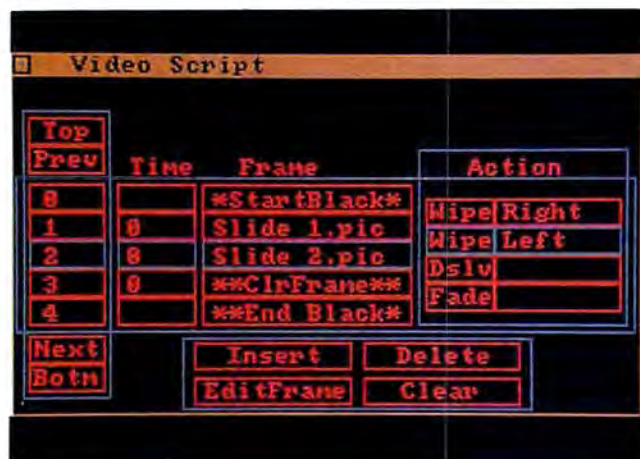 Video Script
Top
Prev Time Frame Action
0 *StartBlack*
1 0 Slide 1.pic
2 0 Slide 2.pic
3 0 **ClrFrame**
4 **End Black*
Wipe Right
Wipe Left
Dslv
Fade
Next
Botm
Insert Delete
EditFrame Clear